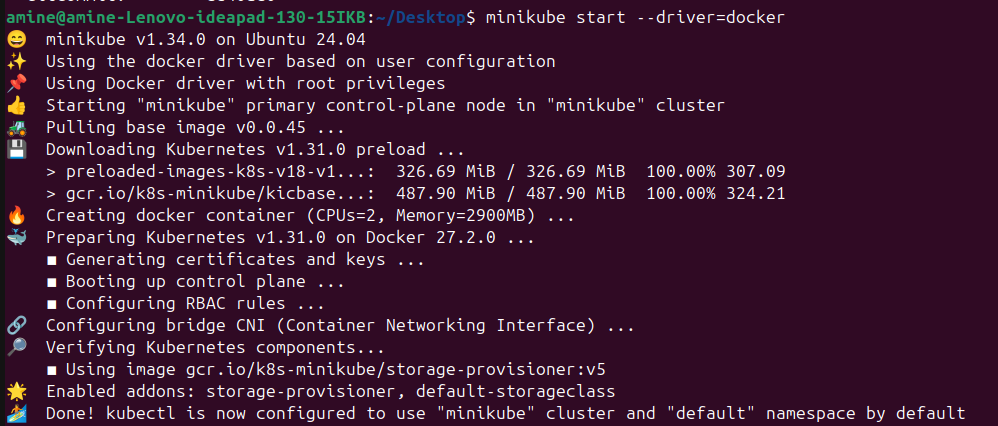 amine@amine-Lenovo-ideapad-130-15IKB:~/Desktop$ minikube start --driver=docker
😄 minikube v1.34.0 on Ubuntu 24.04
✨ Using the docker driver based on user configuration
📌 Using Docker driver with root privileges
👍 Starting "minikube" primary control-plane node in "minikube" cluster
🚜 Pulling base image v0.0.45 ...
💾 Downloading Kubernetes v1.31.0 preload ...
> preloaded-images-k8s-v18-v1...: 326.69 MiB / 326.69 MiB 100.00% 307.09
> gcr.io/k8s-minikube/kicbase...: 487.90 MiB / 487.90 MiB 100.00% 324.21
🔥 Creating docker container (CPUs=2, Memory=2900MB) ...
🐳 Preparing Kubernetes v1.31.0 on Docker 27.2.0 ...
▪ Generating certificates and keys ...
▪ Booting up control plane ...
▪ Configuring RBAC rules ...
🔗 Configuring bridge CNI (Container Networking Interface) ...
🔎 Verifying Kubernetes components...
▪ Using image gcr.io/k8s-minikube/storage-provisioner:v5
🌟 Enabled addons: storage-provisioner, default-storageclass
🏄 Done! kubectl is now configured to use "minikube" cluster and "default" namespace by default